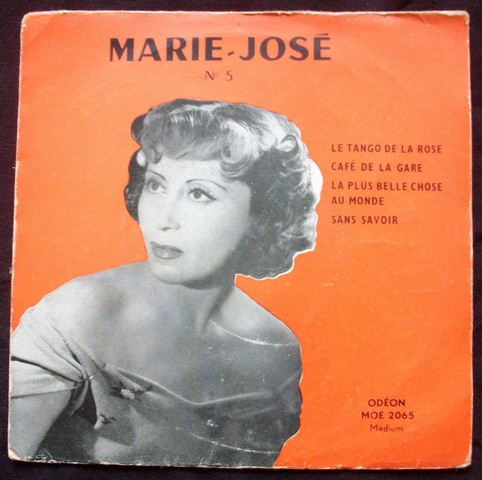 MARIE-JOSÉ
N° 5
LE TANGO DE LA ROSE
CAFÉ DE LA GARE
LA PLUS BELLE CHOSE
AU MONDE
SANS SAVOIR
ODÉON
MOE 2065
Médium